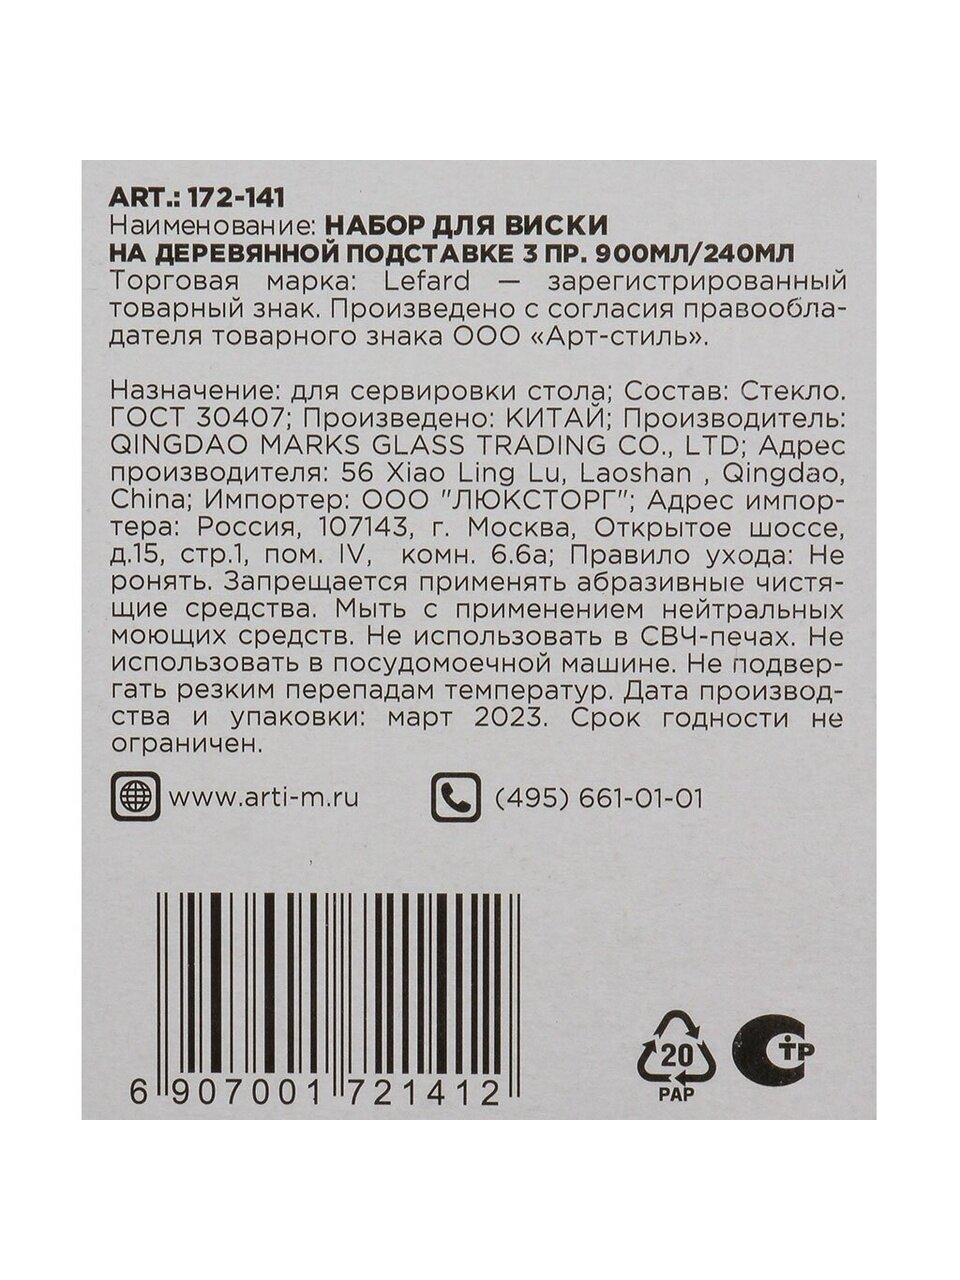 ART.: 172-141
Наименование: НАБОР ДЛЯ ВИСКИ
НА ДЕРЕВЯННОЙ ПОДСТАВКЕ 3 ПР. 900МЛ/240МЛ
Торговая марка: Lefard — зарегистрированный
товарный знак. Произведено с согласия правообла-
дателя товарного знака ООО «Арт-стиль».
Назначение: для сервировки стола; Состав: Стекло.
ГОСТ 30407; Произведено: КИТАЙ; Производитель:
QINGDAO MARKS GLASS TRADING CO., LTD; Адрес
производителя: 56 Xiao Ling Lu, Laoshan , Qingdao,
China; Импортер: ООО "ЛЮКСТОРГ"; Адрес импор-
тера: Россия, 107143, г. Москва, Открытое шоссе,
д.15, стр.1, пом. IV, комн. 6.6а; Правило ухода: Не
ронять. Запрещается применять абразивные чистя-
щие средства. Мыть с применением нейтральных
моющих средств. Не использовать в СВЧ-печах. Не
использовать в посудомоечной машине. Не подвер-
гать резким перепадам температур. Дата производ-
ства и упаковки: март 2023. Срок годности не
ограничен.
www.arti-m.ru (495) 661-01-01
6 907001 721412
20
PAP
ТР